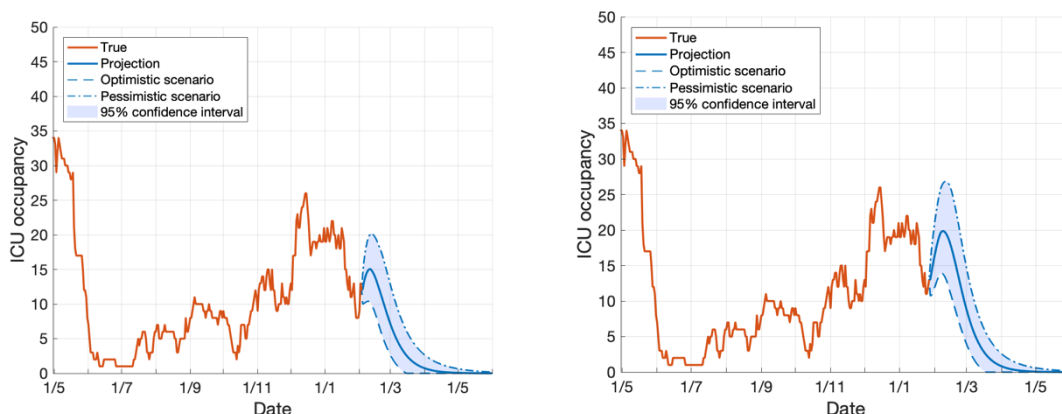 50
45
40
35
30
25
20
15
10
5
0
ICU occupancy
True
Projection
Optimistic scenario
Pessimistic scenario
95% confidence interval
1/5 1/7 1/9 1/11 1/1 1/3 1/5
Date
50
45
40
35
30
25
20
15
10
5
0
ICU occupancy
True
Projection
Optimistic scenario
Pessimistic scenario
95% confidence interval
1/5 1/7 1/9 1/11 1/1 1/3 1/5
Date